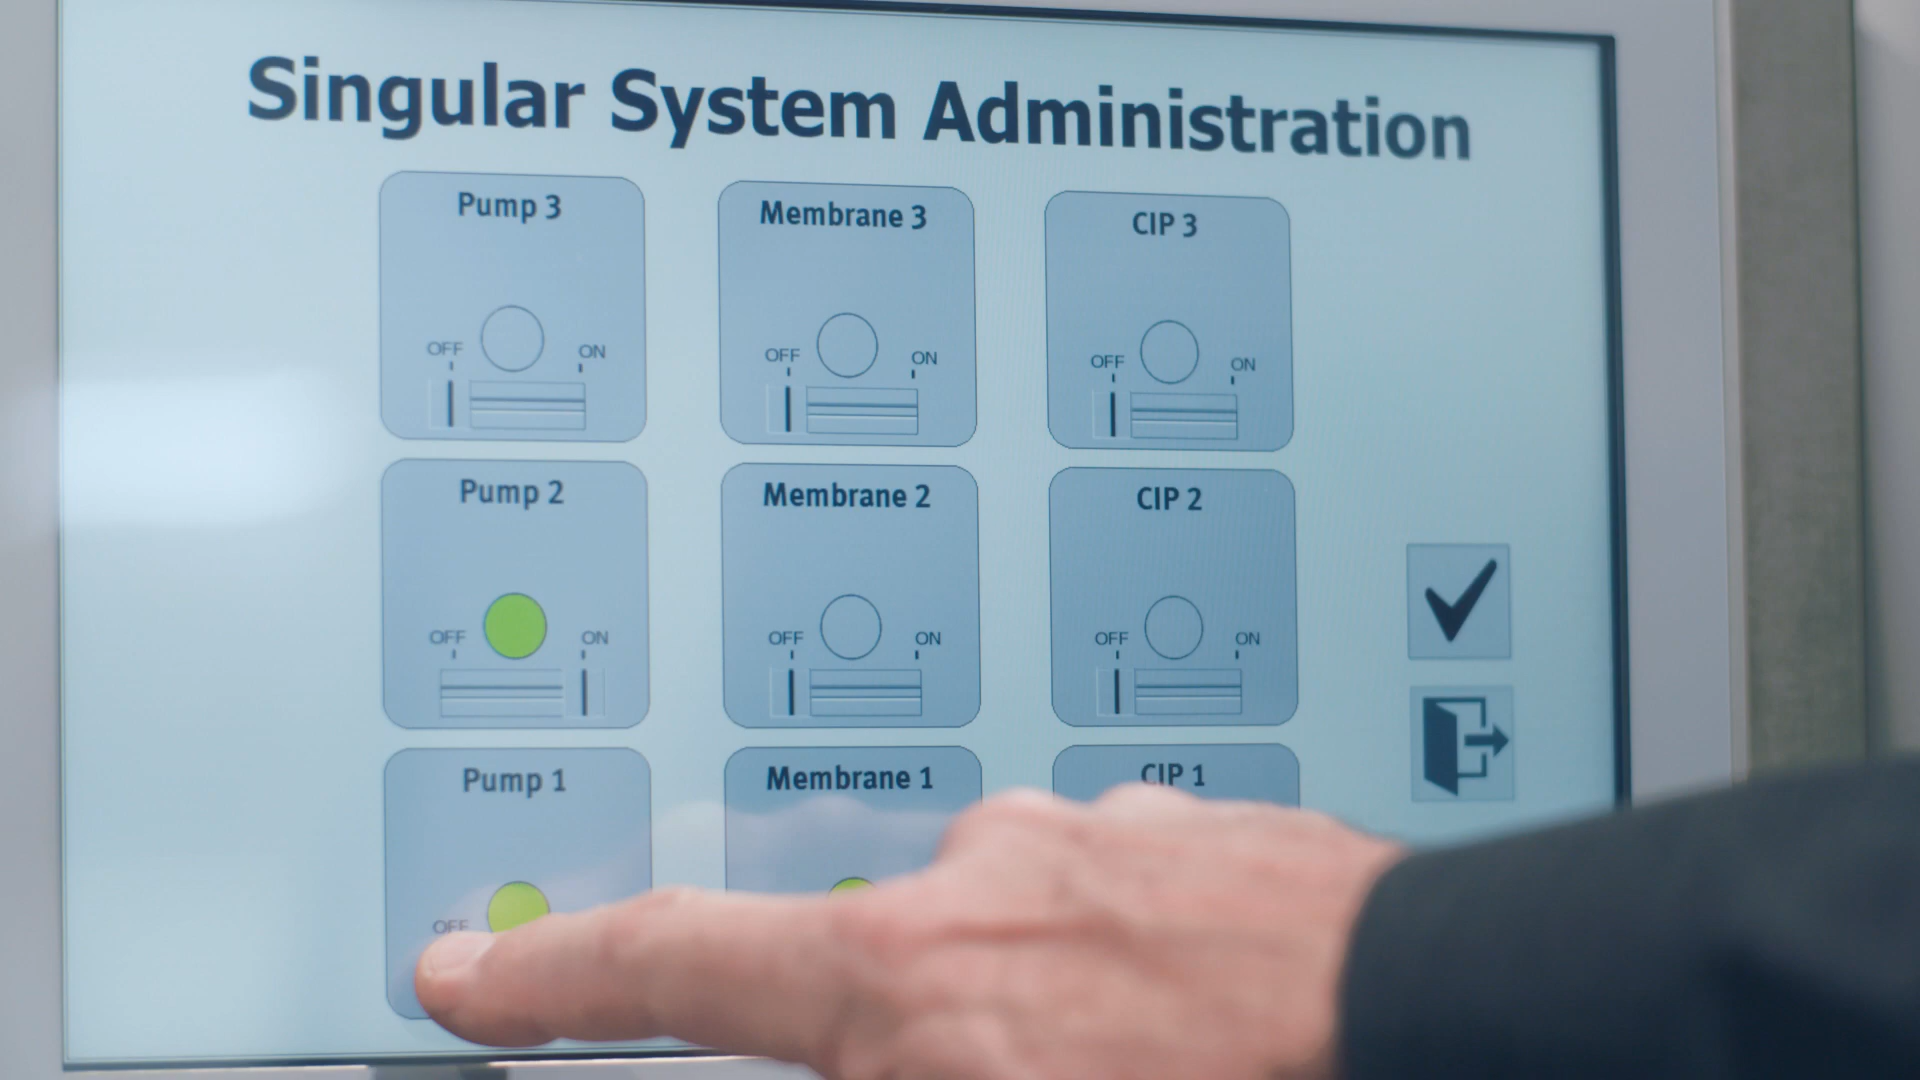 Singular System Administration
Pump 3
Membrane 3
CIP 3
OFF ON
OFF ON
OFF ON
Pump 2
Membrane 2
CIP 2
OFF ON
OFF ON
OFF ON
Pump 1
Membrane 1
CIP 1
OFF